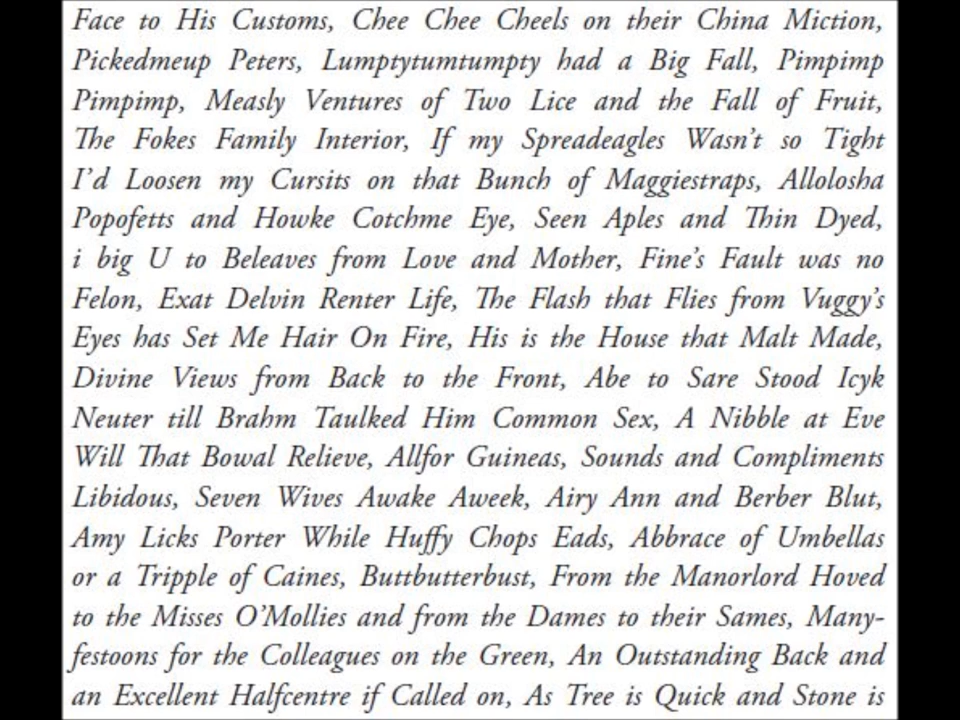 Face to His Customs, Chee Chee Cheels on their China Miction,
Pickedmeup Peters, Lumptytumtumpty had a Big Fall, Pimpimp
Pimpimp, Measly Ventures of Two Lice and the Fall of Fruit,
The Fokes Family Interior, If my Spreadeagles Wasn't so Tight
I'd Loosen my Cursits on that Bunch of Maggiestraps, Allolosha
Popofetts and Howke Cotchme Eye, Seen Aples and Thin Dyed,
i big U to Beleaves from Love and Mother, Fine's Fault was no
Felon, Exat Delvin Renter Life, The Flash that Flies from Vuggy's
Eyes has Set Me Hair On Fire, His is the House that Malt Made,
Divine Views from Back to the Front, Abe to Sare Stood Icyk
Neuter till Brahm Taulked Him Common Sex, A Nibble at Eve
Will That Bowal Relieve, Allfor Guineas, Sounds and Compliments
Libidous, Seven Wives Awake Aweek, Airy Ann and Berber Blut,
Amy Licks Porter While Huffy Chops Eads, Abbrace of Umbellas
or a Tripple of Caines, Buttbutterbust, From the Manorlord Hoved
to the Misses O'Mollies and from the Dames to their Sames, Many-
festoons for the Colleagues on the Green, An Outstanding Back and
an Excellent Halfcentre if Called on, As Tree is Quick and Stone is